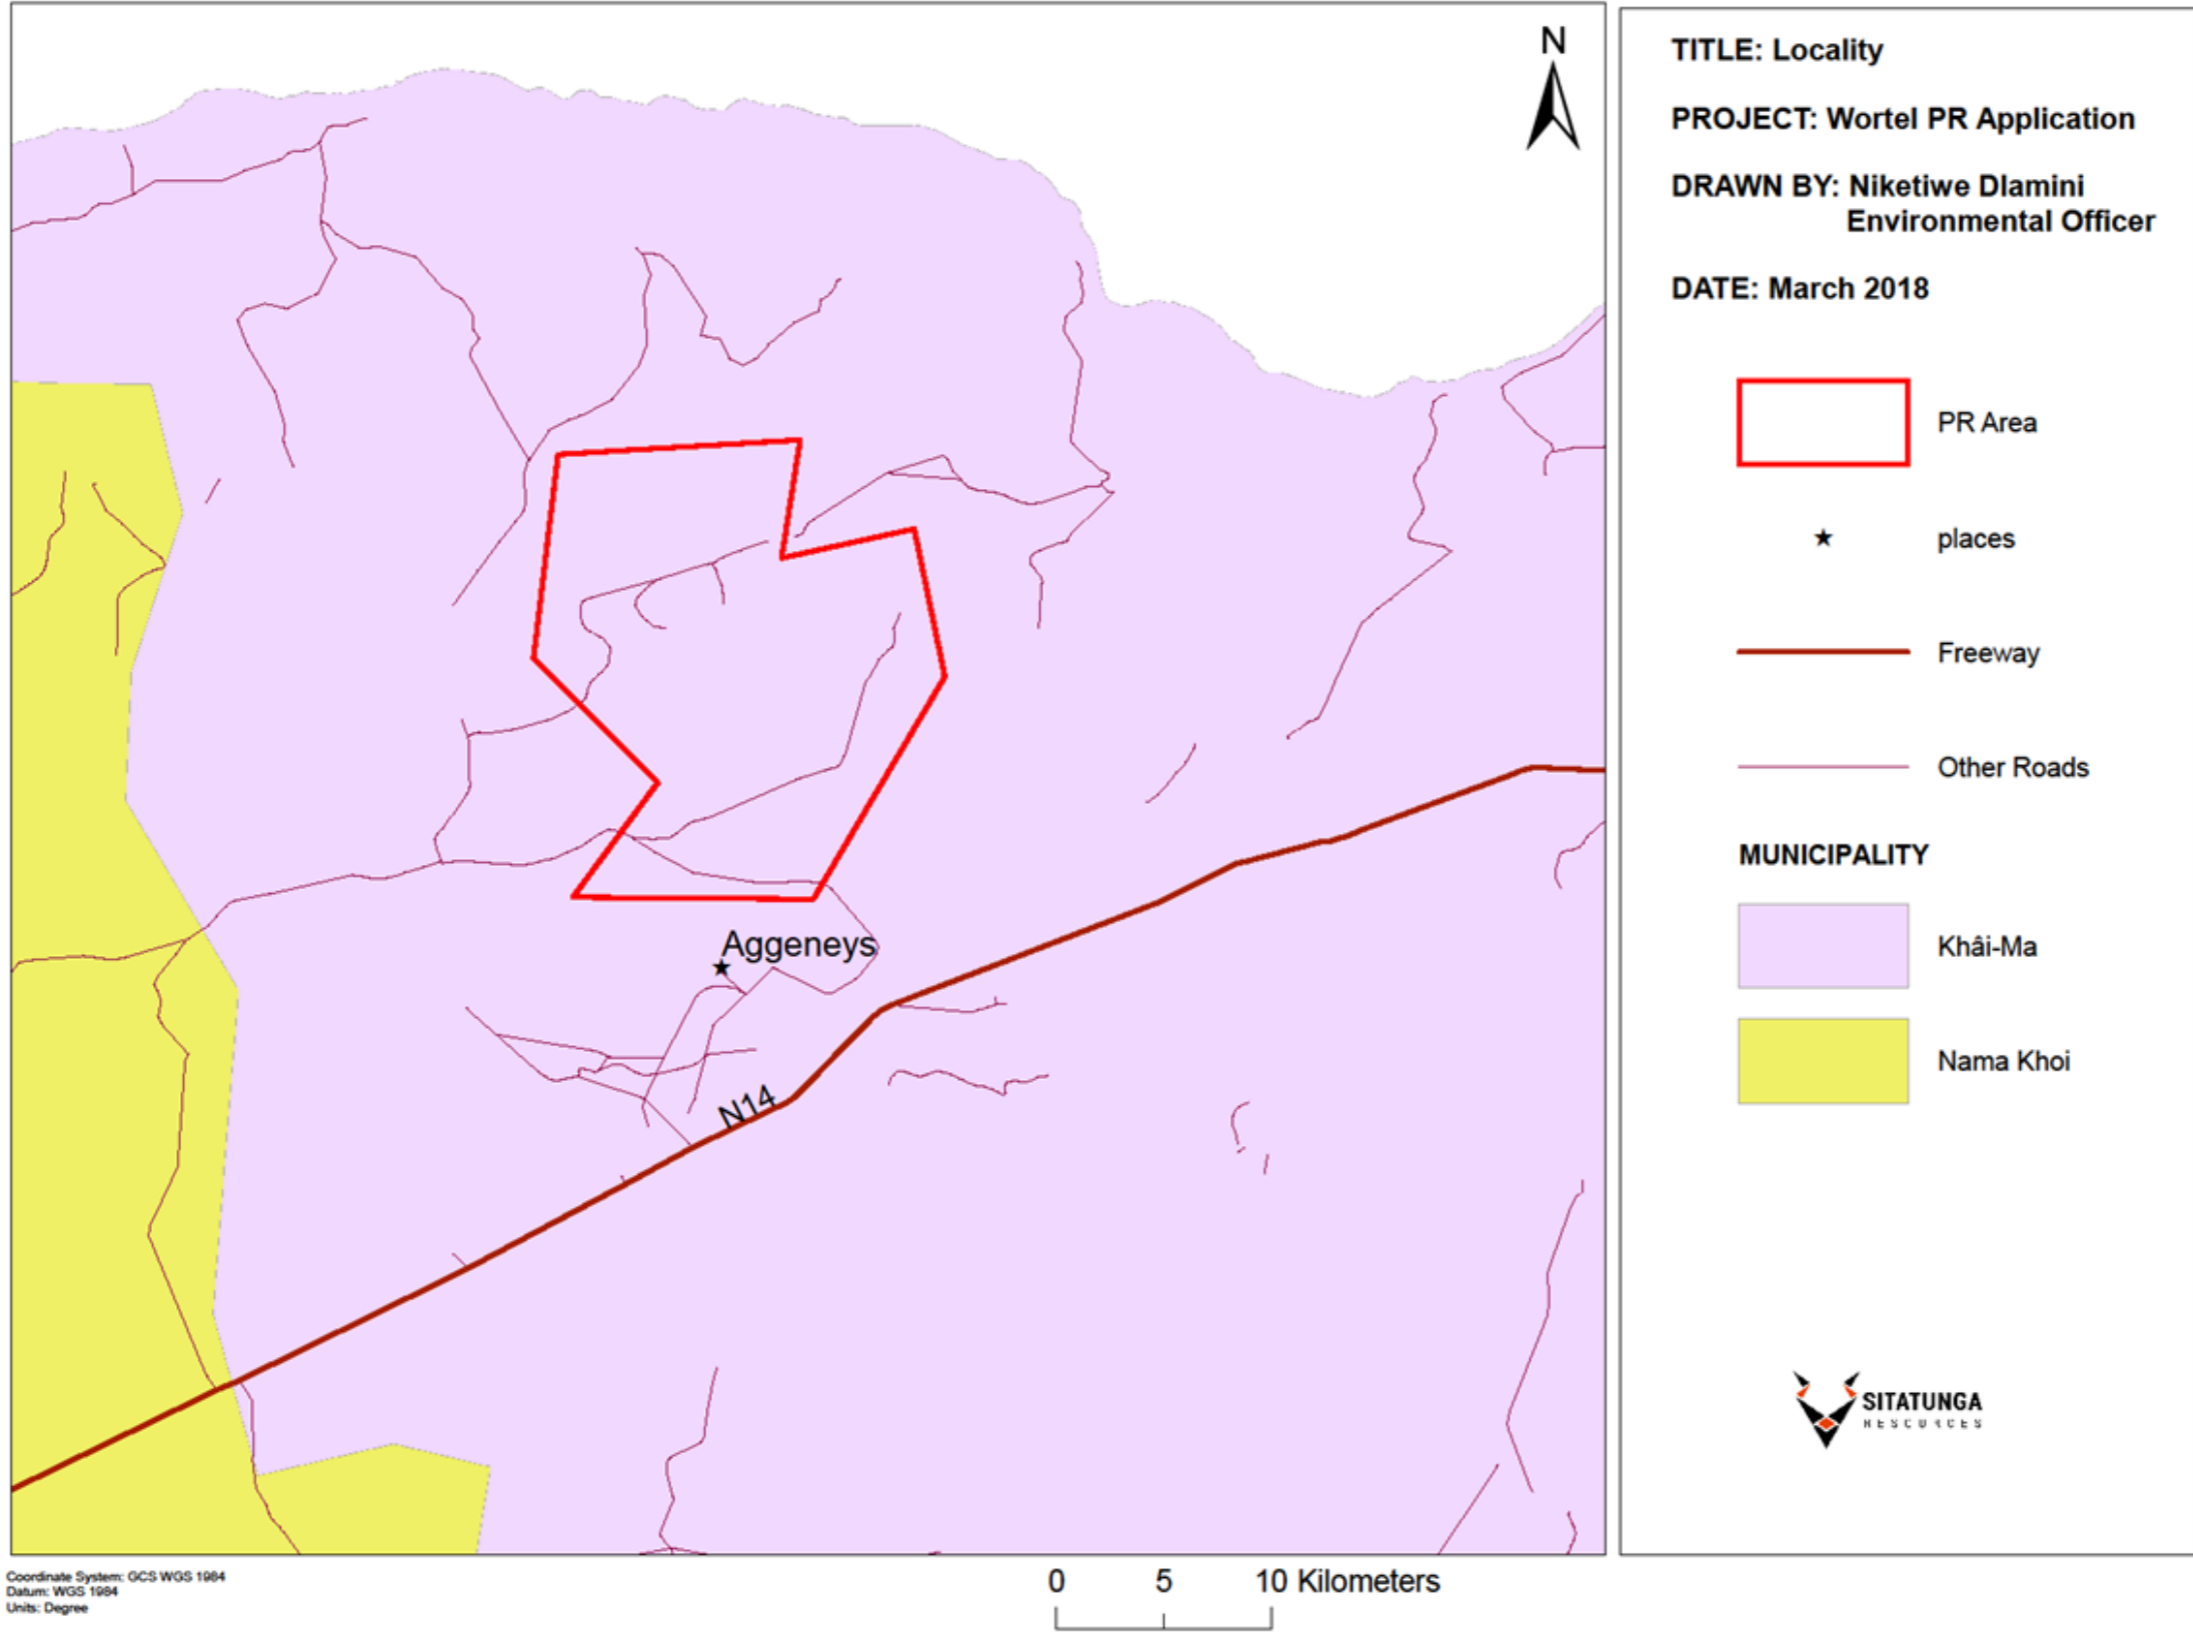 N
Aggeneys
N14
TITLE: Locality
PROJECT: Wortel PR Application
DRAWN BY: Niketiwe Dlamini
Environmental Officer
DATE: March 2018
PR Area
places
Freeway
Other Roads
MUNICIPALITY
Khâi-Ma
Nama Khoi
SITATUNGA
RESOURCES
Coordinate System: GCS WGS 1984
Datum: WGS 1984
Units: Degree
0 5 10 Kilometers